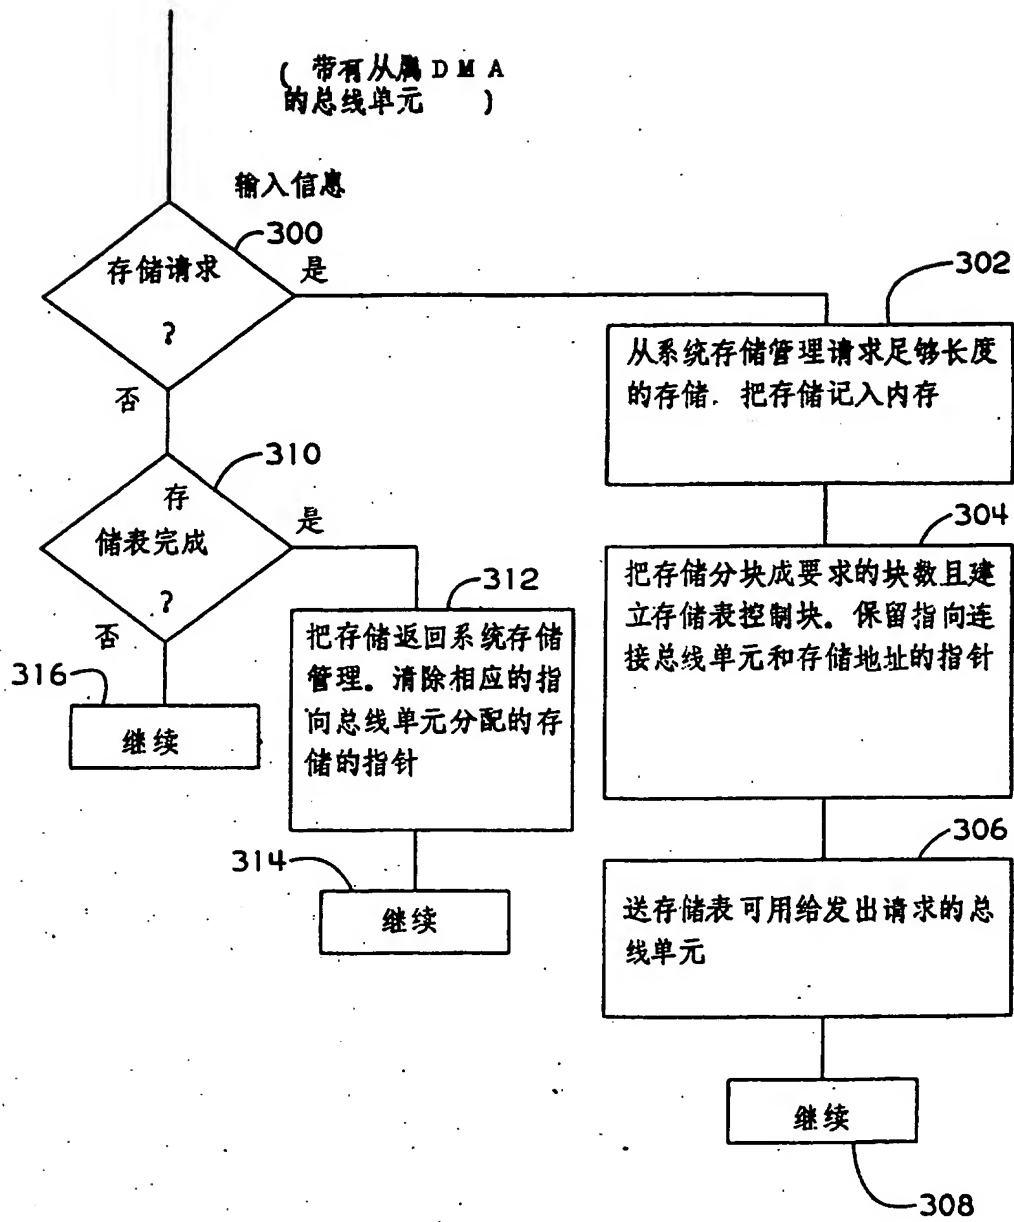 ( 带有从属DMA
的总线单元 )
输入信息
300
存储请求
?
是
否
302
从系统存储管理请求足够长度
的存储. 把存储记入内存
304
把存储分块成要求的块数且建
立存储表控制块。保留指向连
接总线单元和存储地址的指针
306
送存储表可用给发出请求的总
线单元
继续
308
310
存
储表完成
?
是
否
312
把存储返回系统存储
管理。清除相应的指
向总线单元分配的存
储的指针
314
继续
316
继续